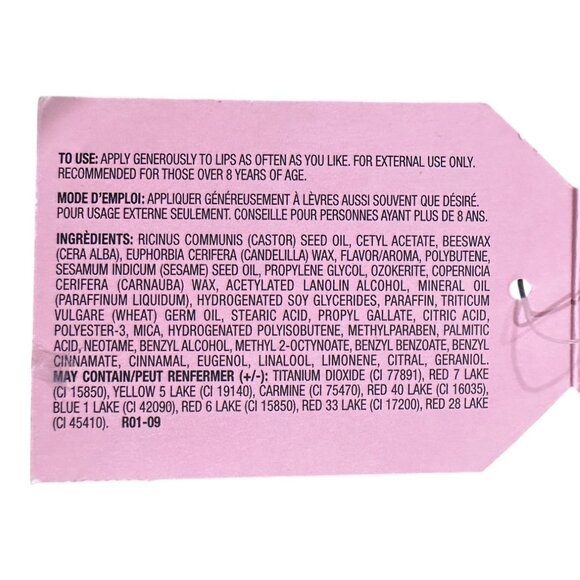 TO USE: APPLY GENEROUSLY TO LIPS AS OFTEN AS YOU LIKE. FOR EXTERNAL USE ONLY.
RECOMMENDED FOR THOSE OVER 8 YEARS OF AGE.
MODE D'EMPLOI: APPLIQUER GÉNÉREUSEMENT À LÈVRES AUSSI SOUVENT QUE DÉSIRÉ.
POUR USAGE EXTERNE SEULEMENT. CONSEILLE POUR PERSONNES AYANT PLUS DE 8 ANS.
INGRÉDIENTS: RICINUS COMMUNIS (CASTOR) SEED OIL, CETYL ACETATE, BEESWAX
(CERA ALBA), EUPHORBIA CERIFERA (CANDELILLA) WAX, FLAVOR/AROMA, POLYBUTENE,
SESAMUM INDICUM (SESAME) SEED OIL, PROPYLENE GLYCOL, OZOKERITE, COPERNICIA
CERIFERA (CARNAUBA) WAX, ACETYLATED LANOLIN ALCOHOL, MINERAL OIL
(PARAFFINUM LIQUIDUM), HYDROGENATED SOY GLYCERIDES, PARAFFIN, TRITICUM
VULGARE (WHEAT) GERM OIL, STEARIC ACID, PROPYL GALLATE, CITRIC ACID,
POLYESTER-3, MICA, HYDROGENATED POLYISOBUTENE, METHYLPARABEN, PALMITIC
ACID, NEOTAME, BENZYL ALCOHOL, METHYL 2-OCTYNOATE, BENZYL BENZOATE, BENZYL
CINNAMATE, CINNAMAL, EUGENOL, LINALOOL, LIMONENE, CITRAL, GERANIOL.
MAY CONTAIN/PEUT RENFERMER (+/-): TITANIUM DIOXIDE (CI 77891), RED 7 LAKE
(CI 15850), YELLOW 5 LAKE (CI 19140), CARMINE (CI 75470), RED 40 LAKE (CI 16035),
BLUE 1 LAKE (CI 42090), RED 6 LAKE (CI 15850), RED 33 LAKE (CI 17200), RED 28 LAKE
(CI 45410). R01-09